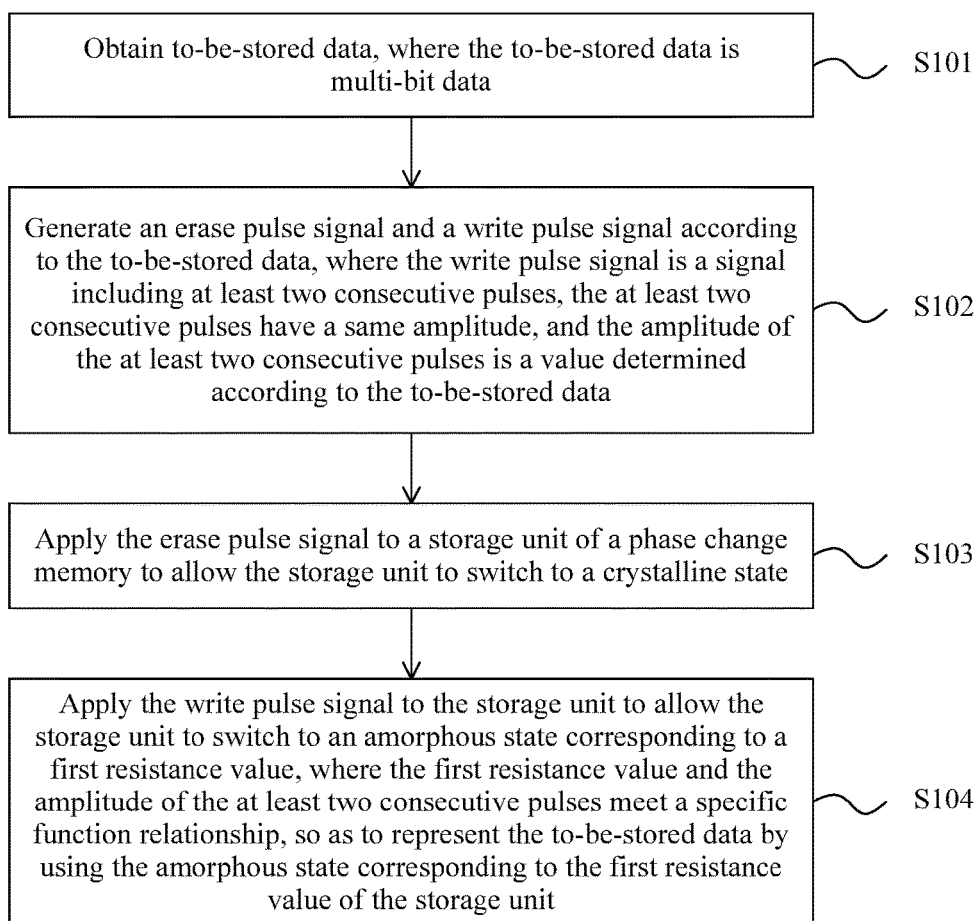 Obtain to-be-stored data, where the to-be-stored data is
multi-bit data
S101
Generate an erase pulse signal and a write pulse signal according
to the to-be-stored data, where the write pulse signal is a signal
including at least two consecutive pulses, the at least two
consecutive pulses have a same amplitude, and the amplitude of
the at least two consecutive pulses is a value determined
according to the to-be-stored data
S102
Apply the erase pulse signal to a storage unit of a phase change
memory to allow the storage unit to switch to a crystalline state
S103
Apply the write pulse signal to the storage unit to allow the
storage unit to switch to an amorphous state corresponding to a
first resistance value, where the first resistance value and the
amplitude of the at least two consecutive pulses meet a specific
function relationship, so as to represent the to-be-stored data by
using the amorphous state corresponding to the first resistance
value of the storage unit
S104